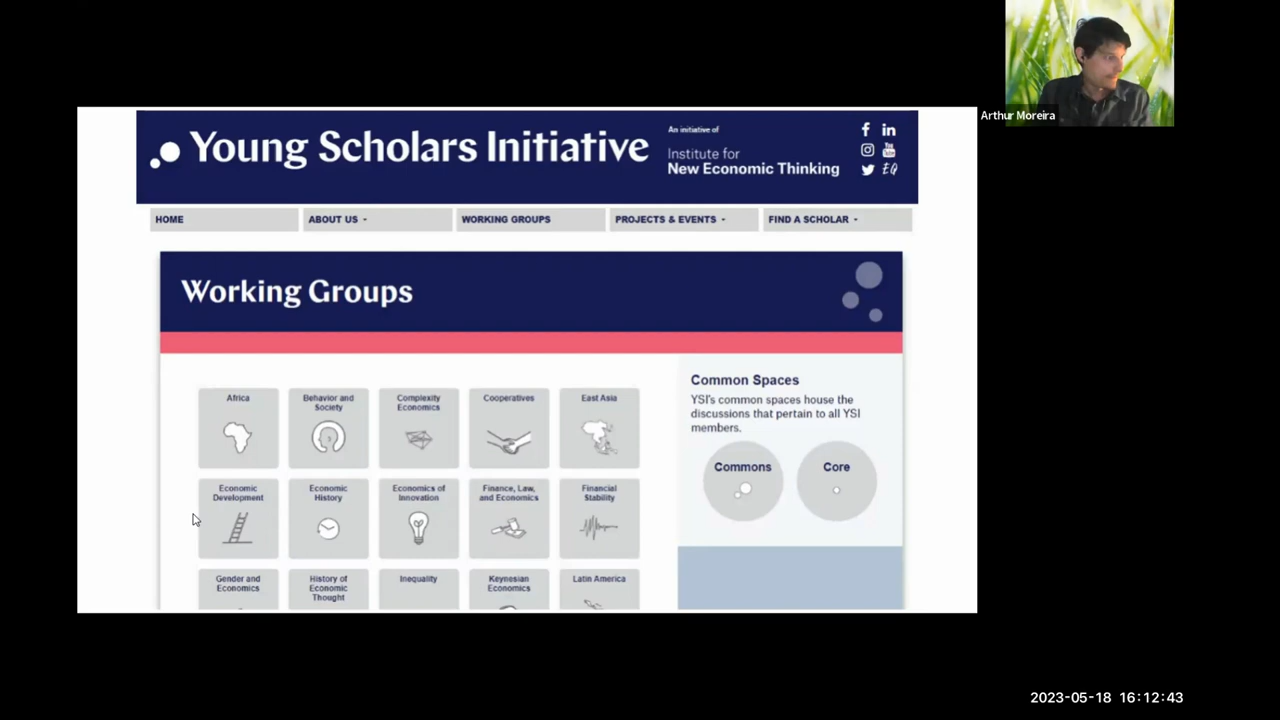 Young Scholars Initiative
An initiative of
Institute for
New Economic Thinking
You
Tube
EQ
Arthur Moreira
HOME
ABOUT US
WORKING GROUPS
PROJECTS & EVENTS
FIND A SCHOLAR
Working Groups
Africa
Behavior and
Society
Complexity
Economics
Cooperatives
East Asia
Economic
Development
Economic
History
Economics of
Innovation
Finance, Law,
and Economics
Financial
Stability
Gender and
Economics
History of
Economic
Thought
Inequality
Keynesian
Economics
Latin America
Common Spaces
YSI's common spaces house the
discussions that pertain to all YSI
members.
Commons
Core
2023-05-18 16:12:43